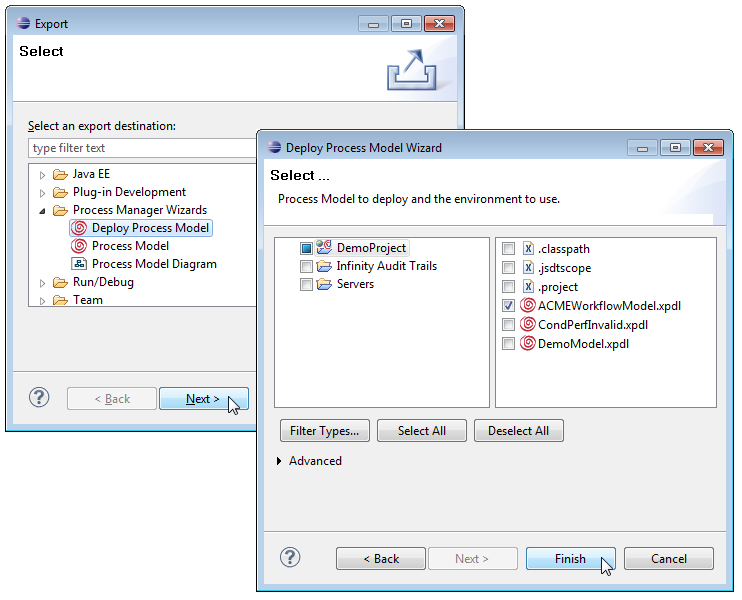 Export
Select
Select an export destination:
type filter text
Java EE
Plug-in Development
Process Manager Wizards
Deploy Process Model
Process Model
Process Model Diagram
Run/Debug
Team
?
< Back
Next >
Deploy Process Model Wizard
Select ...
Process Model to deploy and the environment to use.
DemoProject
Infinity Audit Trails
Servers
.classpath
.jsdtscope
.project
ACMEWorkflowModel.xpdl
CondPerfInvalid.xpdl
DemoModel.xpdl
Filter Types...
Select All
Deselect All
Advanced
?
< Back
Next >
Finish
Cancel